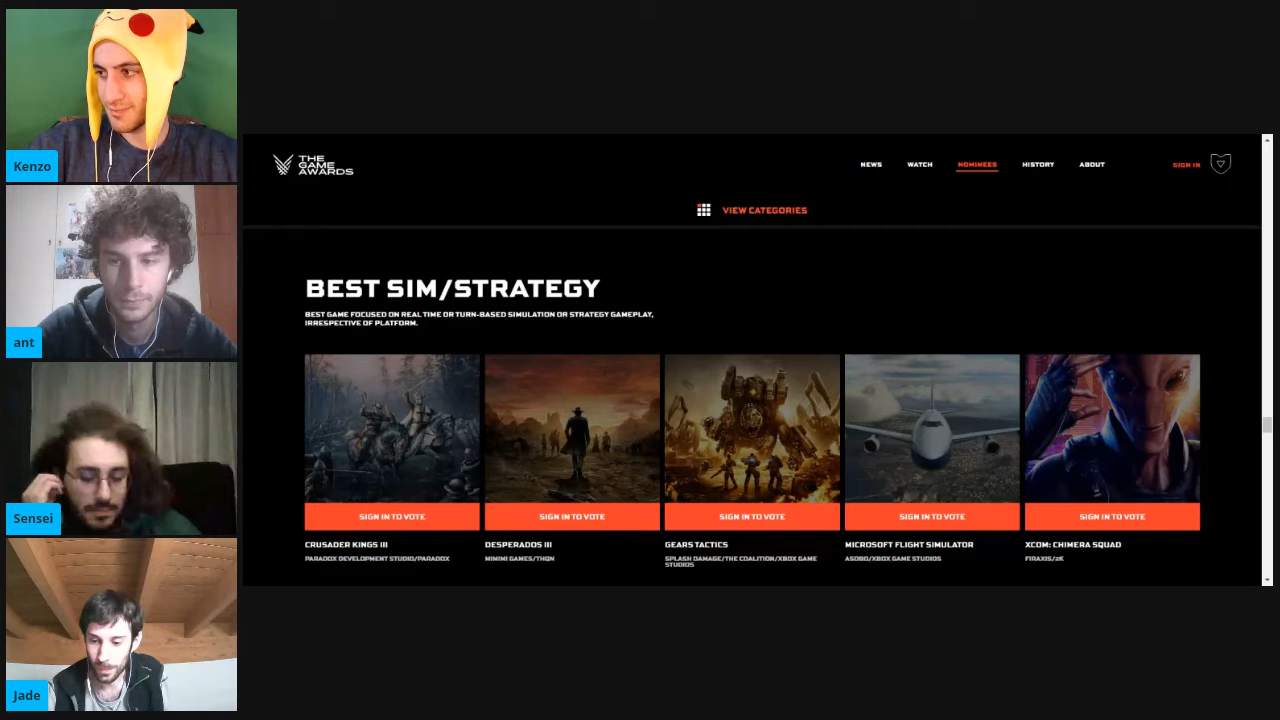 Kenzo
ant
Sensei
Jade
THE
GAME
AWARDS
NEWS WATCH NOMINEES HISTORY ABOUT SIGN IN
VIEW CATEGORIES
BEST SIM/STRATEGY
BEST GAME FOCUSED ON REAL TIME OR TURN-BASED SIMULATION OR STRATEGY GAMEPLAY,
IRRESPECTIVE OF PLATFORM.
SIGN IN TO VOTE SIGN IN TO VOTE SIGN IN TO VOTE SIGN IN TO VOTE SIGN IN TO VOTE
CRUSADER KINGS III DESPERADOS III GEARS TACTICS MICROSOFT FLIGHT SIMULATOR XCOM: CHIMERA SQUAD
PARADOX DEVELOPMENT STUDIO/PARADOX MIMIMI GAMES/THQN SPLASH DAMAGE/THE COALITION/XBOX GAME ASOBO/XBOX GAME STUDIOS FIRAXIS/2K
STUDIOS